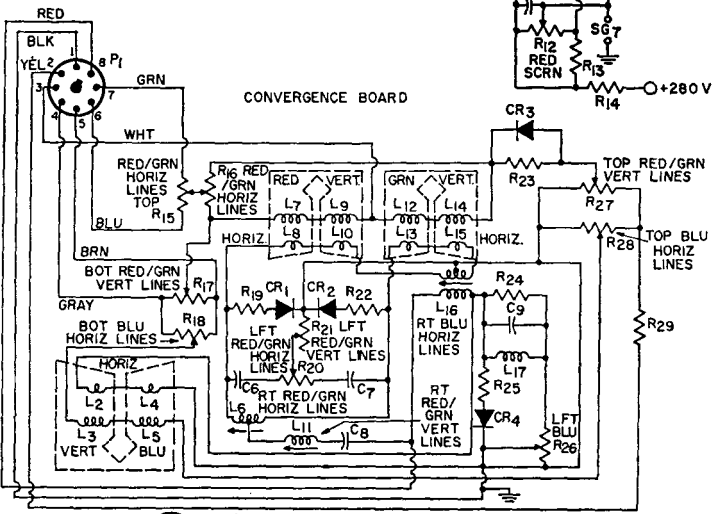 RED
BLK
YEL 2 1 8 P1
3 7 GRN
4 5 6
WHT
CONVERGENCE BOARD
SG7
R12
RED
SCRN
R13
R14
+280 V
CR3
R23
TOP RED/GRN
VERT LINES
R27
R28
TOP BLU
HORIZ
LINES
R29
RED/GRN
HORIZ
LINES
TOP
R15
BLU
R16 RED
/GRN
HORIZ
LINES
RED VERT.
L7 L9
L8 L10
HORIZ.
GRN VERT.
L12 L14
L13 L15
HORIZ.
BRN
BOT RED/GRN
VERT LINES
R17
GRAY
R18
BOT BLU
HORIZ LINES
R19 CR1 CR2 R22
R21
LFT
RED/GRN
HORIZ
LINES
LFT
RED/GRN
VERT LINES
R20
C6 C7
RT RED/GRN
HORIZ LINES
L6
L11 C8
L16
RT BLU
HORIZ
LINES
RT
RED/
GRN
VERT
LINES
R24
C9
L17
R25
CR4
LFT
BLU
R26
HORIZ
L2 L4
L3 L5
VERT BLU